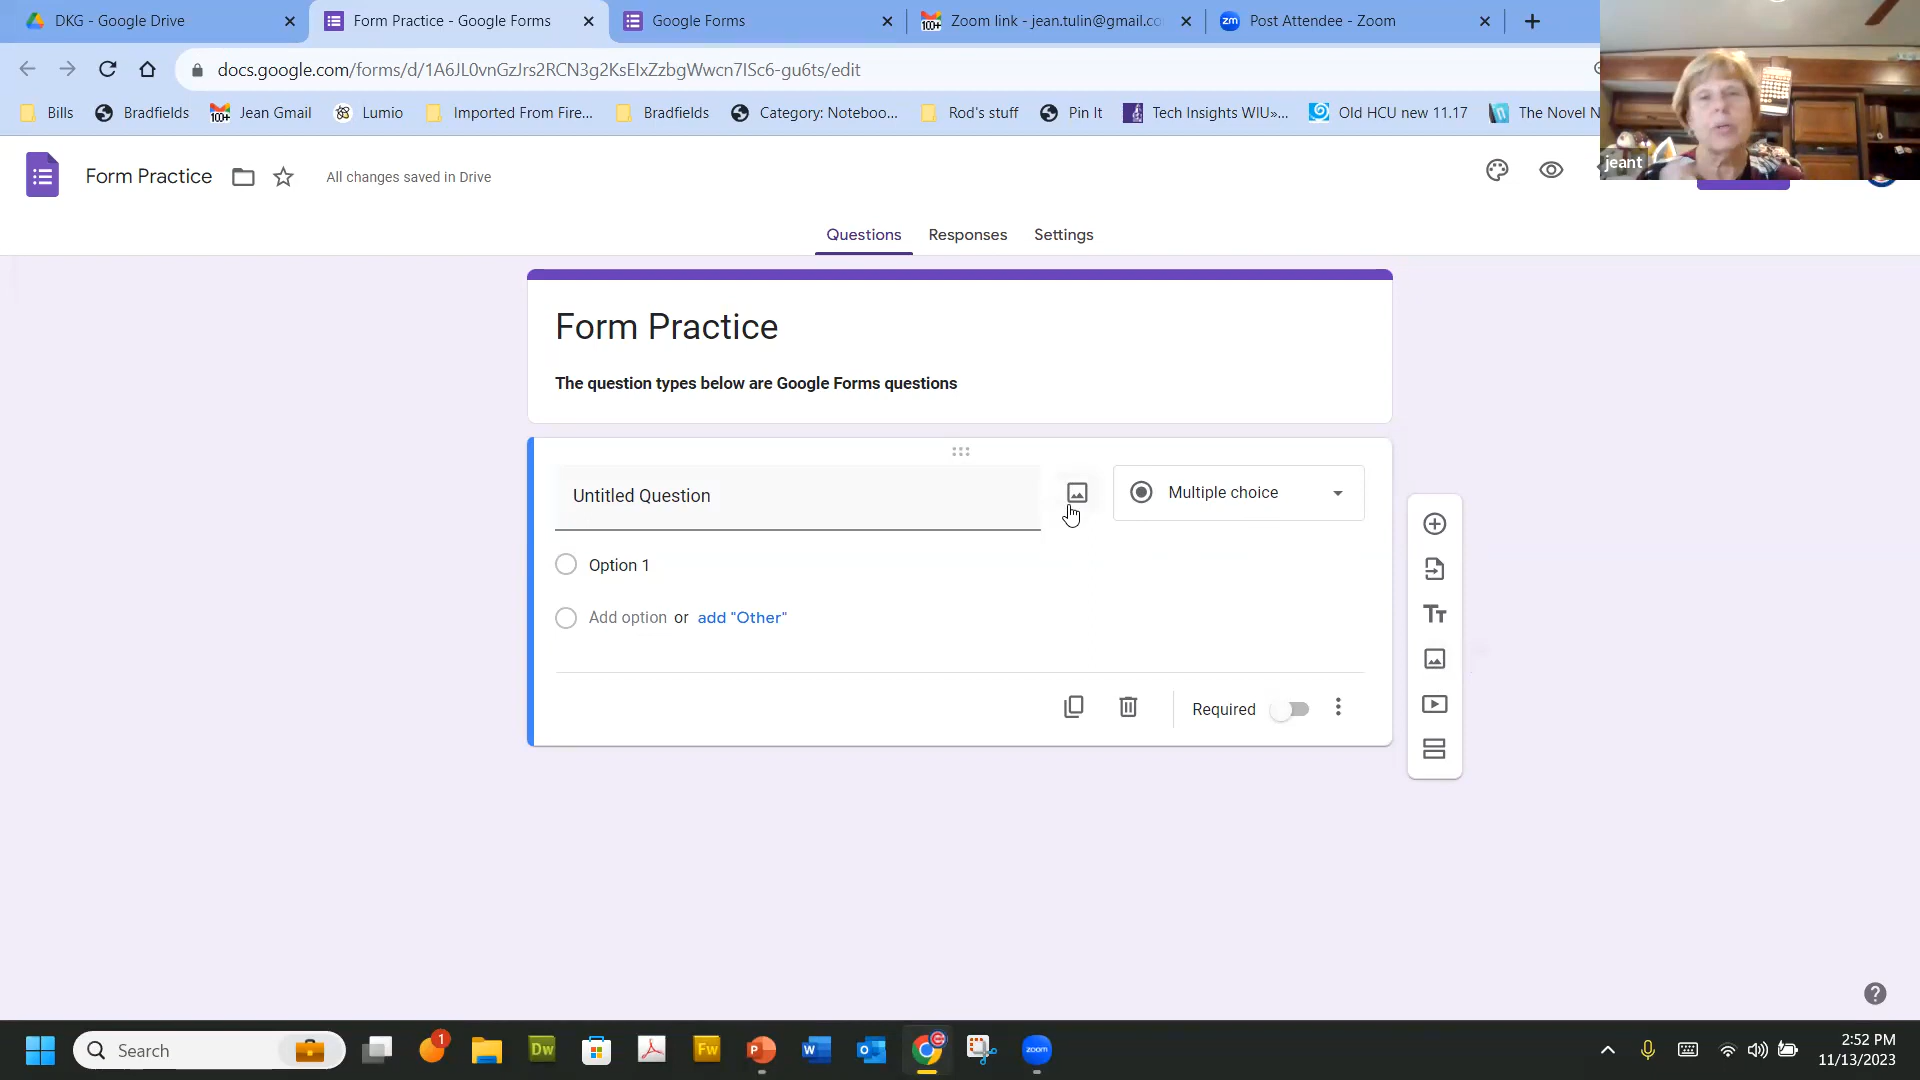 DKG - Google Drive
Form Practice - Google Forms
Google Forms
Zoom link - jean.tulin@gmail.co
Post Attendee - Zoom
docs.google.com/forms/d/1A6JL0vnGzJrs2RCN3g2KsEIxZzbgWwcn7ISc6-gu6ts/edit
Bills
Bradfields
Jean Gmail
Lumio
Imported From Fire...
Bradfields
Category: Noteboo...
Rod's stuff
Pin It
Tech Insights WIU»...
Old HCU new 11.17
The Novel N
jeant
Form Practice
All changes saved in Drive
Questions
Responses
Settings
Form Practice
The question types below are Google Forms questions
Untitled Question
Multiple choice
Option 1
Add option or add "Other"
Required
Search
2:52 PM
11/13/2023